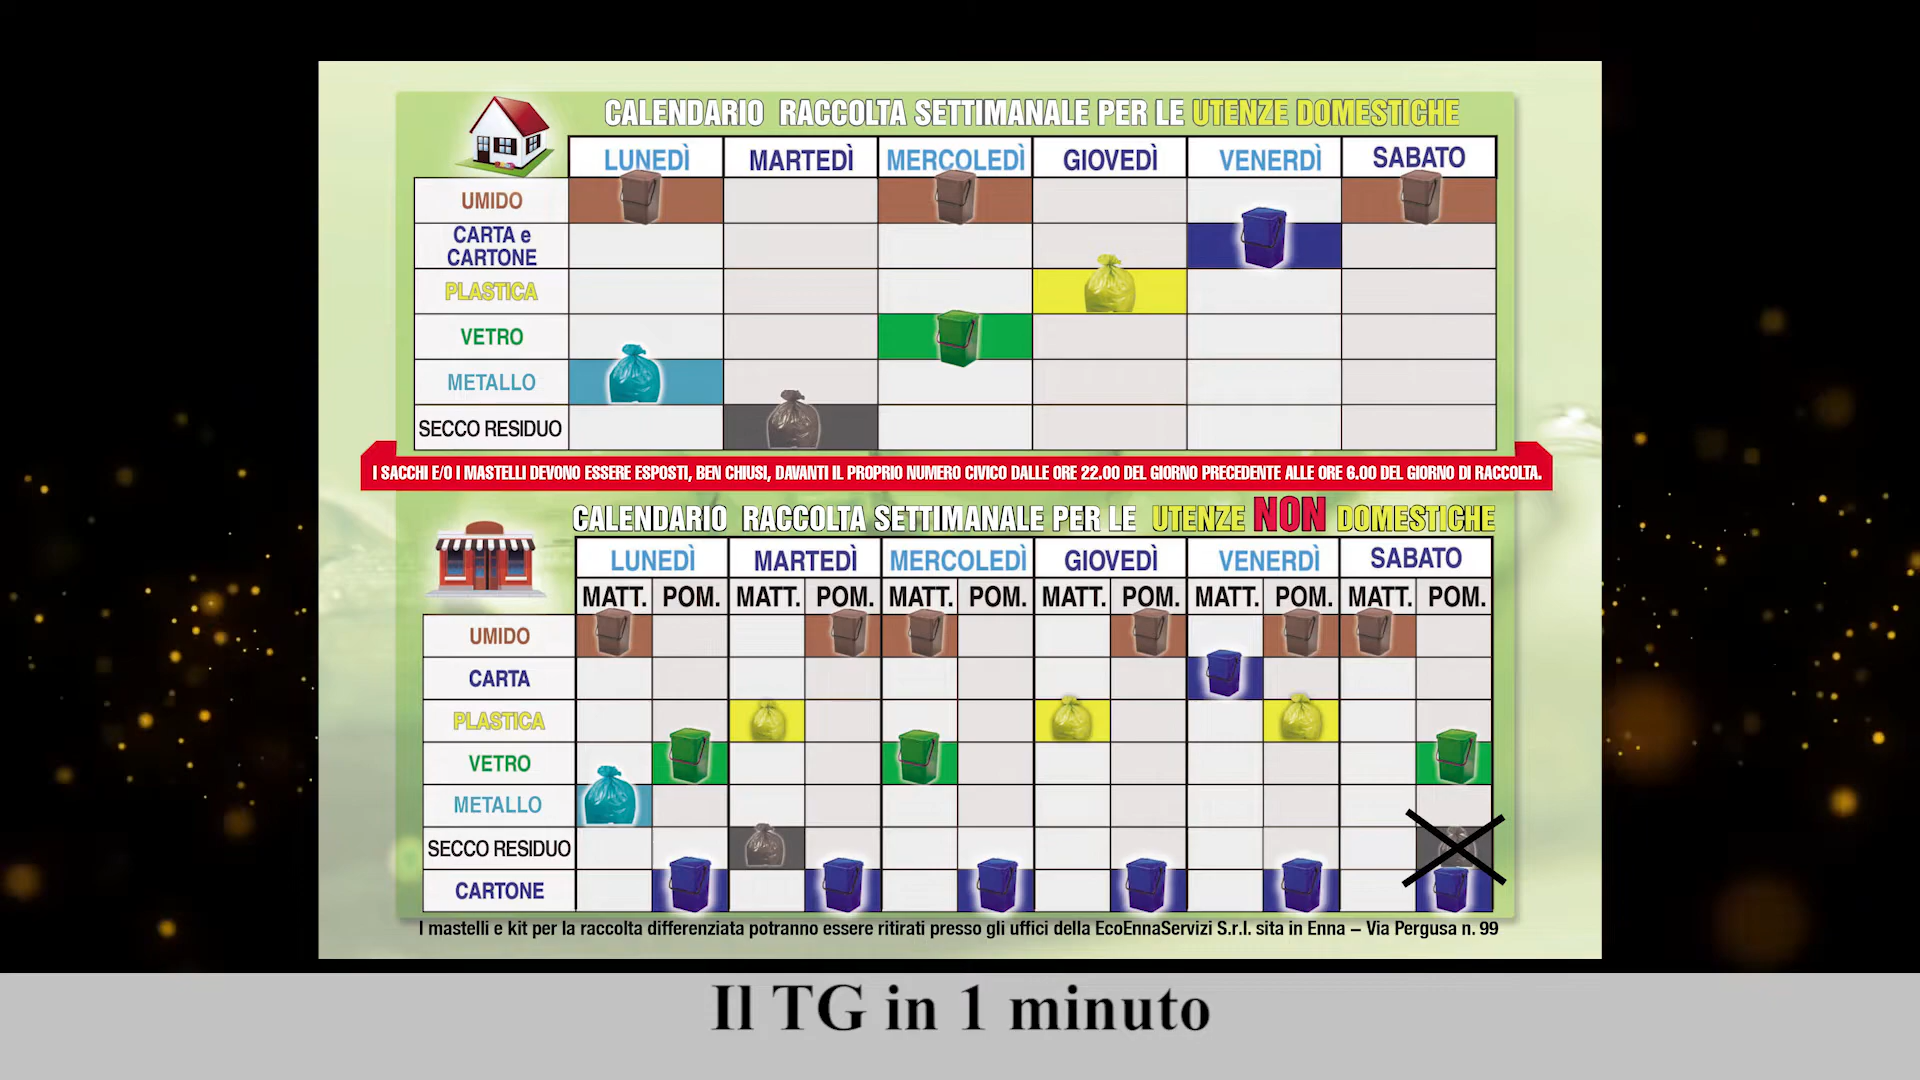 CALENDARIO RACCOLTA SETTIMANALE PER LE UTENZE DOMESTICHE
LUNEDÌ MARTEDÌ MERCOLEDÌ GIOVEDÌ VENERDÌ SABATO
UMIDO
CARTA e
CARTONE
PLASTICA
VETRO
METALLO
SECCO RESIDUO
I SACCHI E/O I MASTELLI DEVONO ESSERE ESPOSTI, BEN CHIUSI, DAVANTI IL PROPRIO NUMERO CIVICO DALLE ORE 22.00 DEL GIORNO PRECEDENTE ALLE ORE 6.00 DEL GIORNO DI RACCOLTA.
CALENDARIO RACCOLTA SETTIMANALE PER LE UTENZE NON DOMESTICHE
LUNEDÌ MARTEDÌ MERCOLEDÌ GIOVEDÌ VENERDÌ SABATO
MATT. POM. MATT. POM. MATT. POM. MATT. POM. MATT. POM. MATT. POM.
UMIDO
CARTA
PLASTICA
VETRO
METALLO
SECCO RESIDUO
CARTONE
I mastelli e kit per la raccolta differenziata potranno essere ritirati presso gli uffici della EcoEnnaServizi S.r.l. sita in Enna – Via Pergusa n. 99
Il TG in 1 minuto